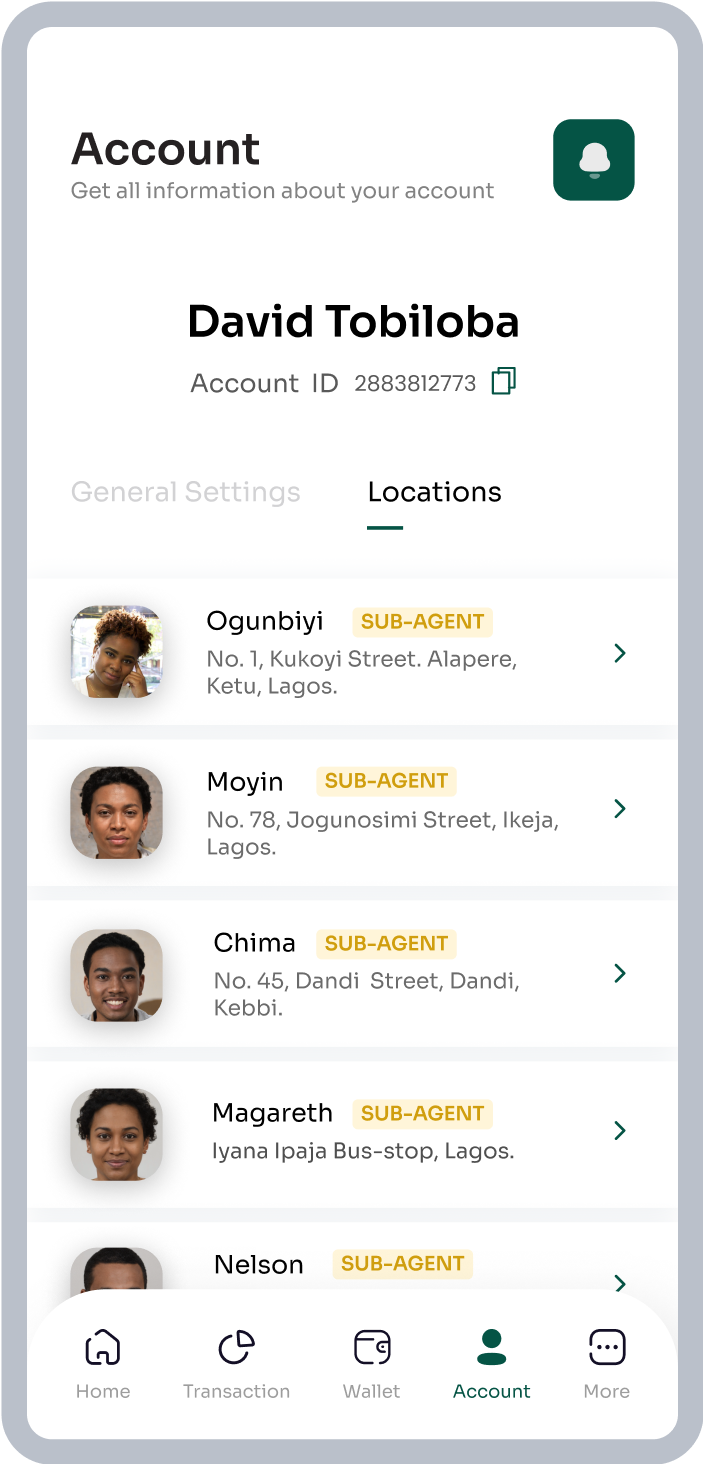 Account
Get all information about your account
David Tobiloba
Account ID 2883812773
General Settings Locations
Ogunbiyi SUB-AGENT
No. 1, Kukoyi Street. Alapere,
Ketu, Lagos.
Moyin SUB-AGENT
No. 78, Jogunosimi Street, Ikeja,
Lagos.
Chima SUB-AGENT
No. 45, Dandi Street, Dandi,
Kebbi.
Magareth SUB-AGENT
Iyana Ipaja Bus-stop, Lagos.
Nelson SUB-AGENT
Home Transaction Wallet Account More